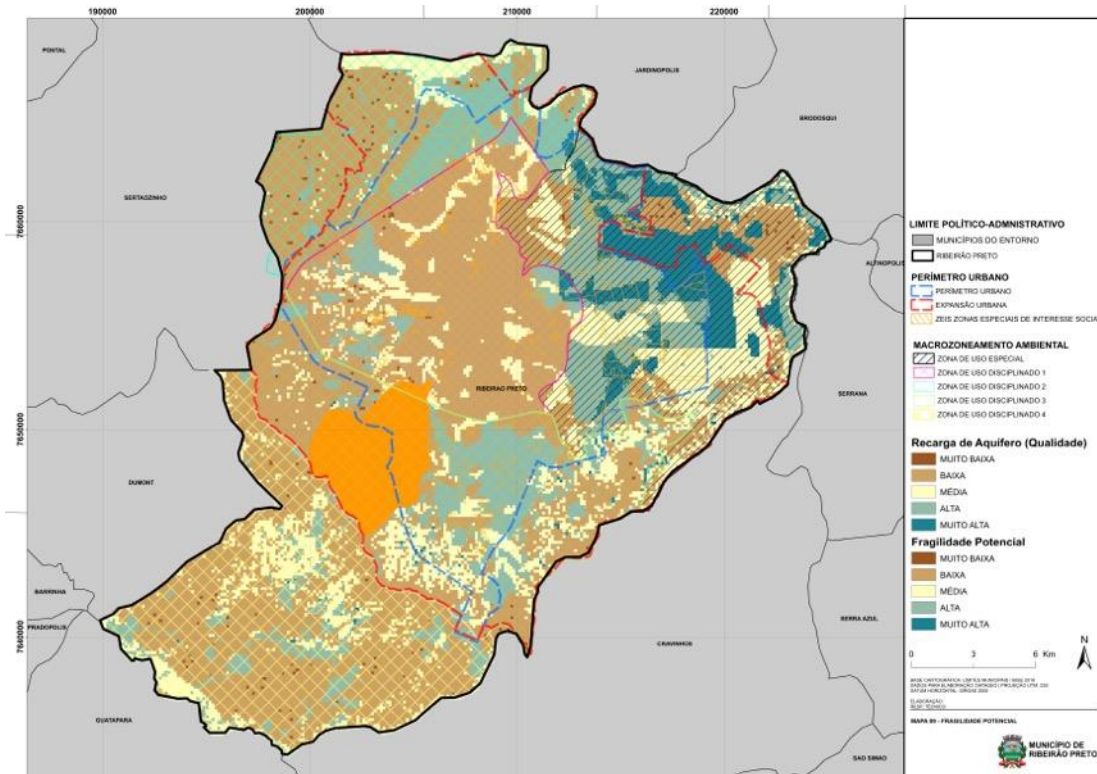 190000
200000
210000
220000
7660000
7650000
7640000
PONTAL
JARDINOPOLIS
BRODOSQUI
SERTAOZINHO
ALTINOPOLIS
RIBEIRAO PRETO
SERRANA
DUMONT
BARRINHA
PRADOPOLIS
SERRA AZUL
CRAVINHOS
GUATAPARA
SAO SIMAO
LIMITE POLÍTICO-ADMNISTRATIVO
MUNICÍPIOS DO ENTORNO
RIBEIRÃO PRETO
PERÍMETRO URBANO
PERÍMETRO URBANO
EXPANSÃO URBANA
ZEIS ZONAS ESPECIAIS DE INTERESSE SOCIA
MACROZONEAMENTO AMBIENTAL
ZONA DE USO ESPECIAL
ZONA DE USO DISCIPLINADO 1
ZONA DE USO DISCIPLINADO 2
ZONA DE USO DISCIPLINADO 3
ZONA DE USO DISCIPLINADO 4
Recarga de Aquífero (Qualidade)
MUITO BAIXA
BAIXA
MÉDIA
ALTA
MUITO ALTA
Fragilidade Potencial
MUITO BAIXA
BAIXA
MÉDIA
ALTA
MUITO ALTA
N
0 3 6 Km
MAPA 09 - FRAGILIDADE POTENCIAL
MUNICÍPIO DE
RIBEIRÃO PRETO